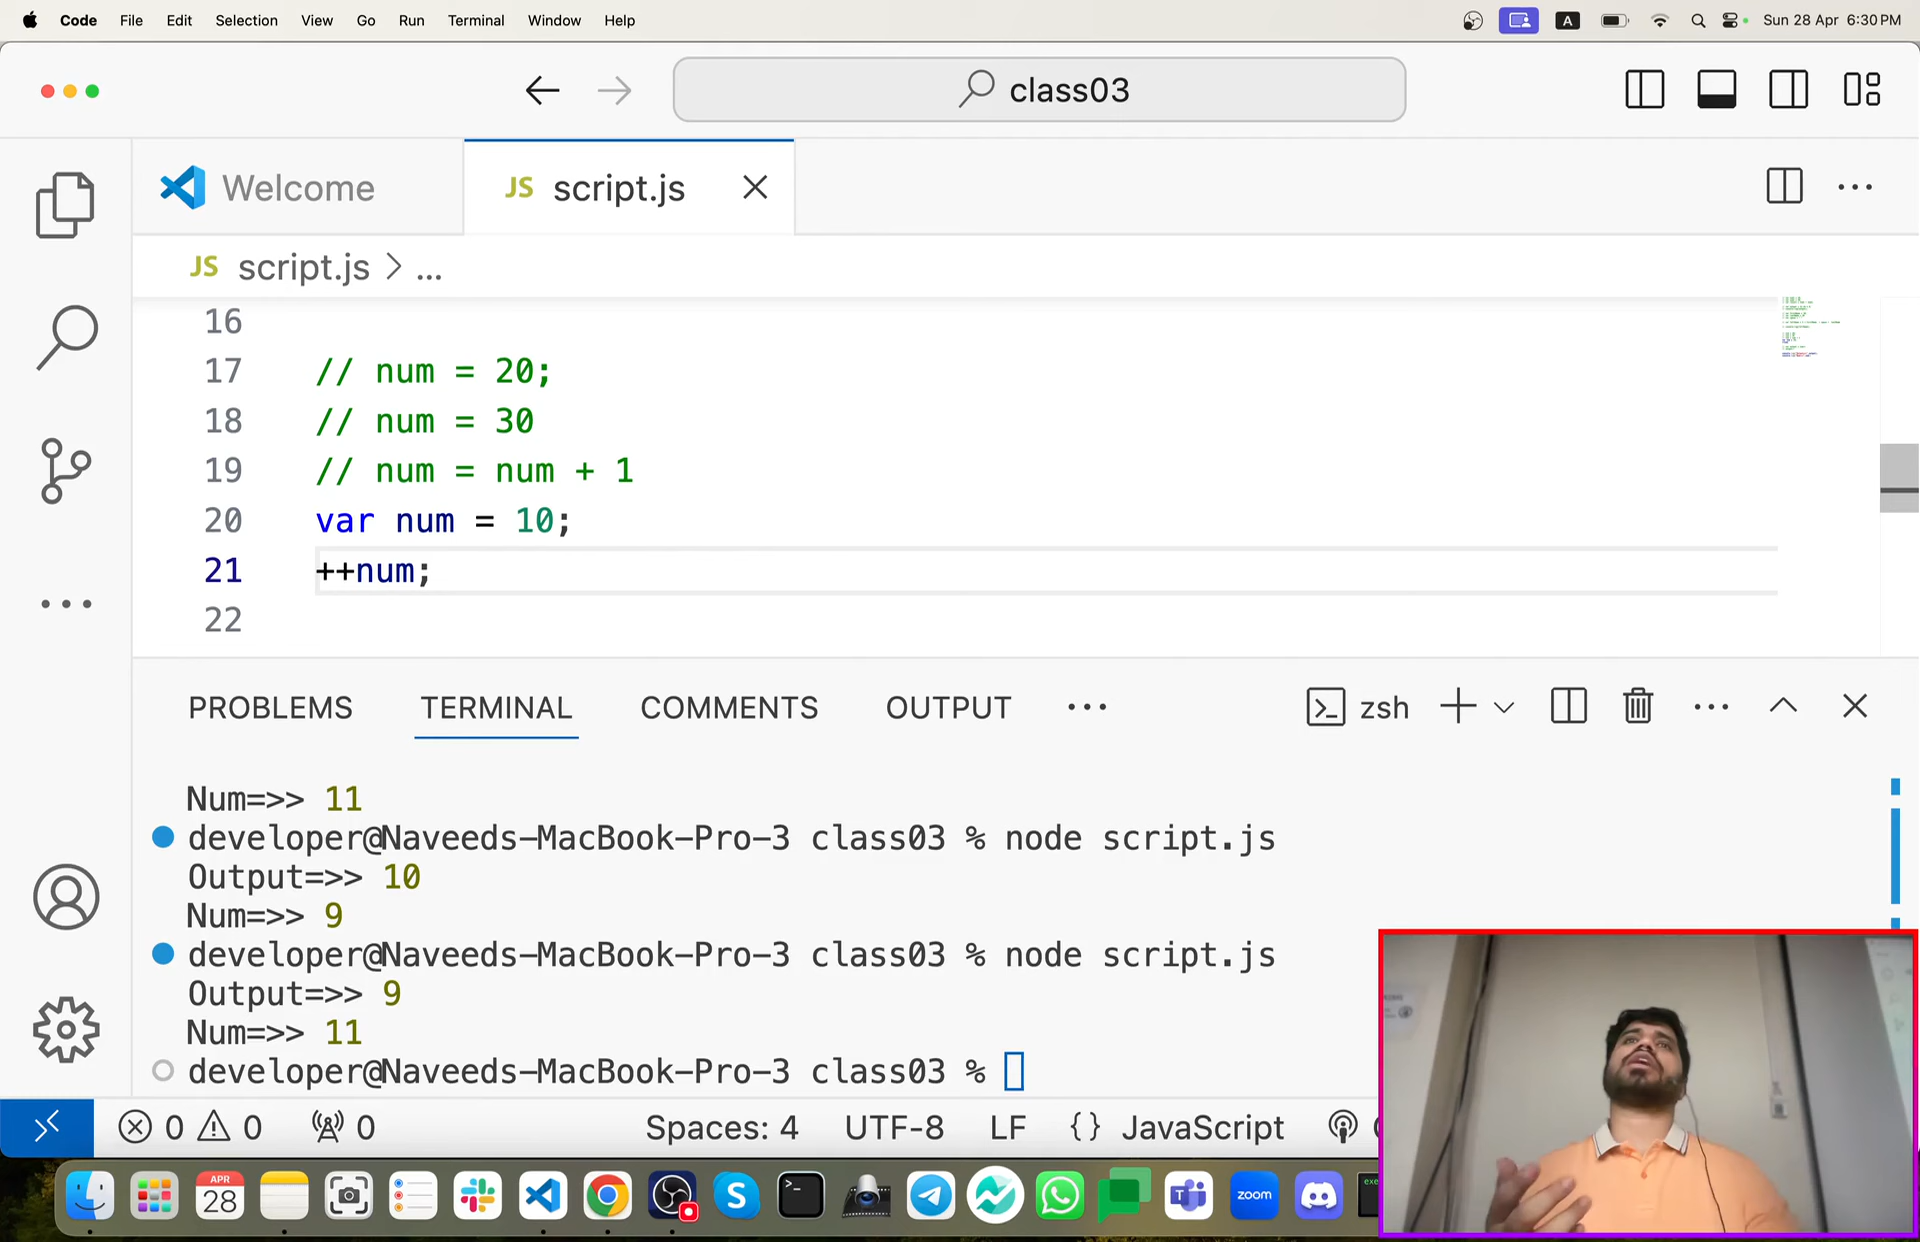 Code File Edit Selection View Go Run Terminal Window Help A Sun 28 Apr 6:30 PM
class03
Welcome JS script.js
JS script.js > ...
16
17 // num = 20;
18 // num = 30
19 // num = num + 1
20 var num = 10;
21 ++num;
22
PROBLEMS TERMINAL COMMENTS OUTPUT ... zsh
Num=>> 11
developer@Naveeds-MacBook-Pro-3 class03 % node script.js
Output=>> 10
Num=>> 9
developer@Naveeds-MacBook-Pro-3 class03 % node script.js
Output=>> 9
Num=>> 11
developer@Naveeds-MacBook-Pro-3 class03 %
0 0 0 Spaces: 4 UTF-8 LF {} JavaScript
APR
28
S
zoom
exe